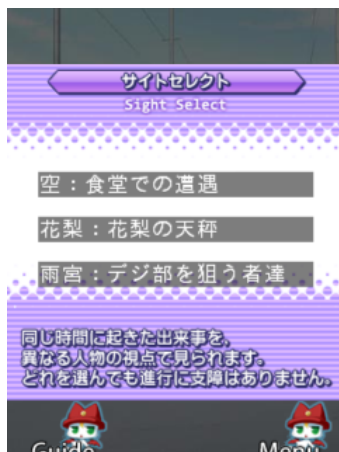 サイトセレクト
Sight Select
空：食堂での遭遇
花梨：花梨の天秤
雨宮：デジ部を狙う者達
同じ時間に起きた出来事を、
異なる人物の視点で見られます。
どれを選んでも進行に支障はありません。
Guide
Menu